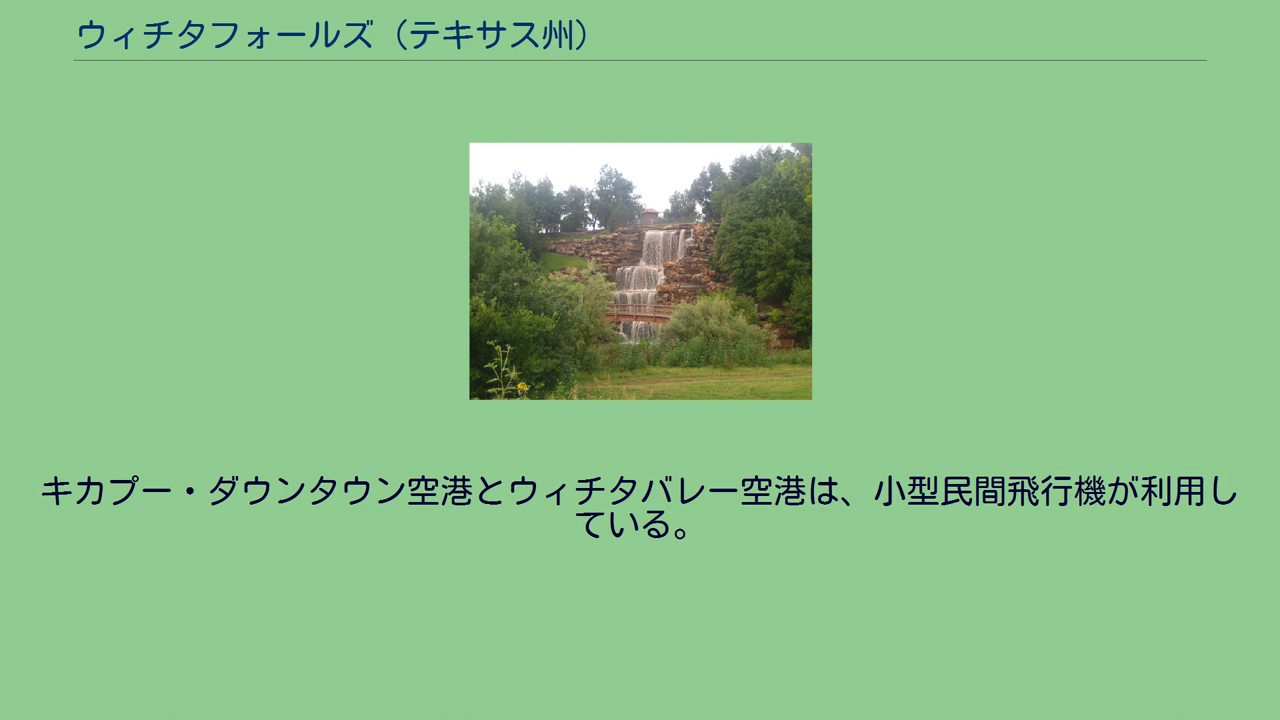 ウィチタフォールズ（テキサス州）
キカプー・ダウンタウン空港とウィチタバレー空港は、小型民間飛行機が利用し
ている。